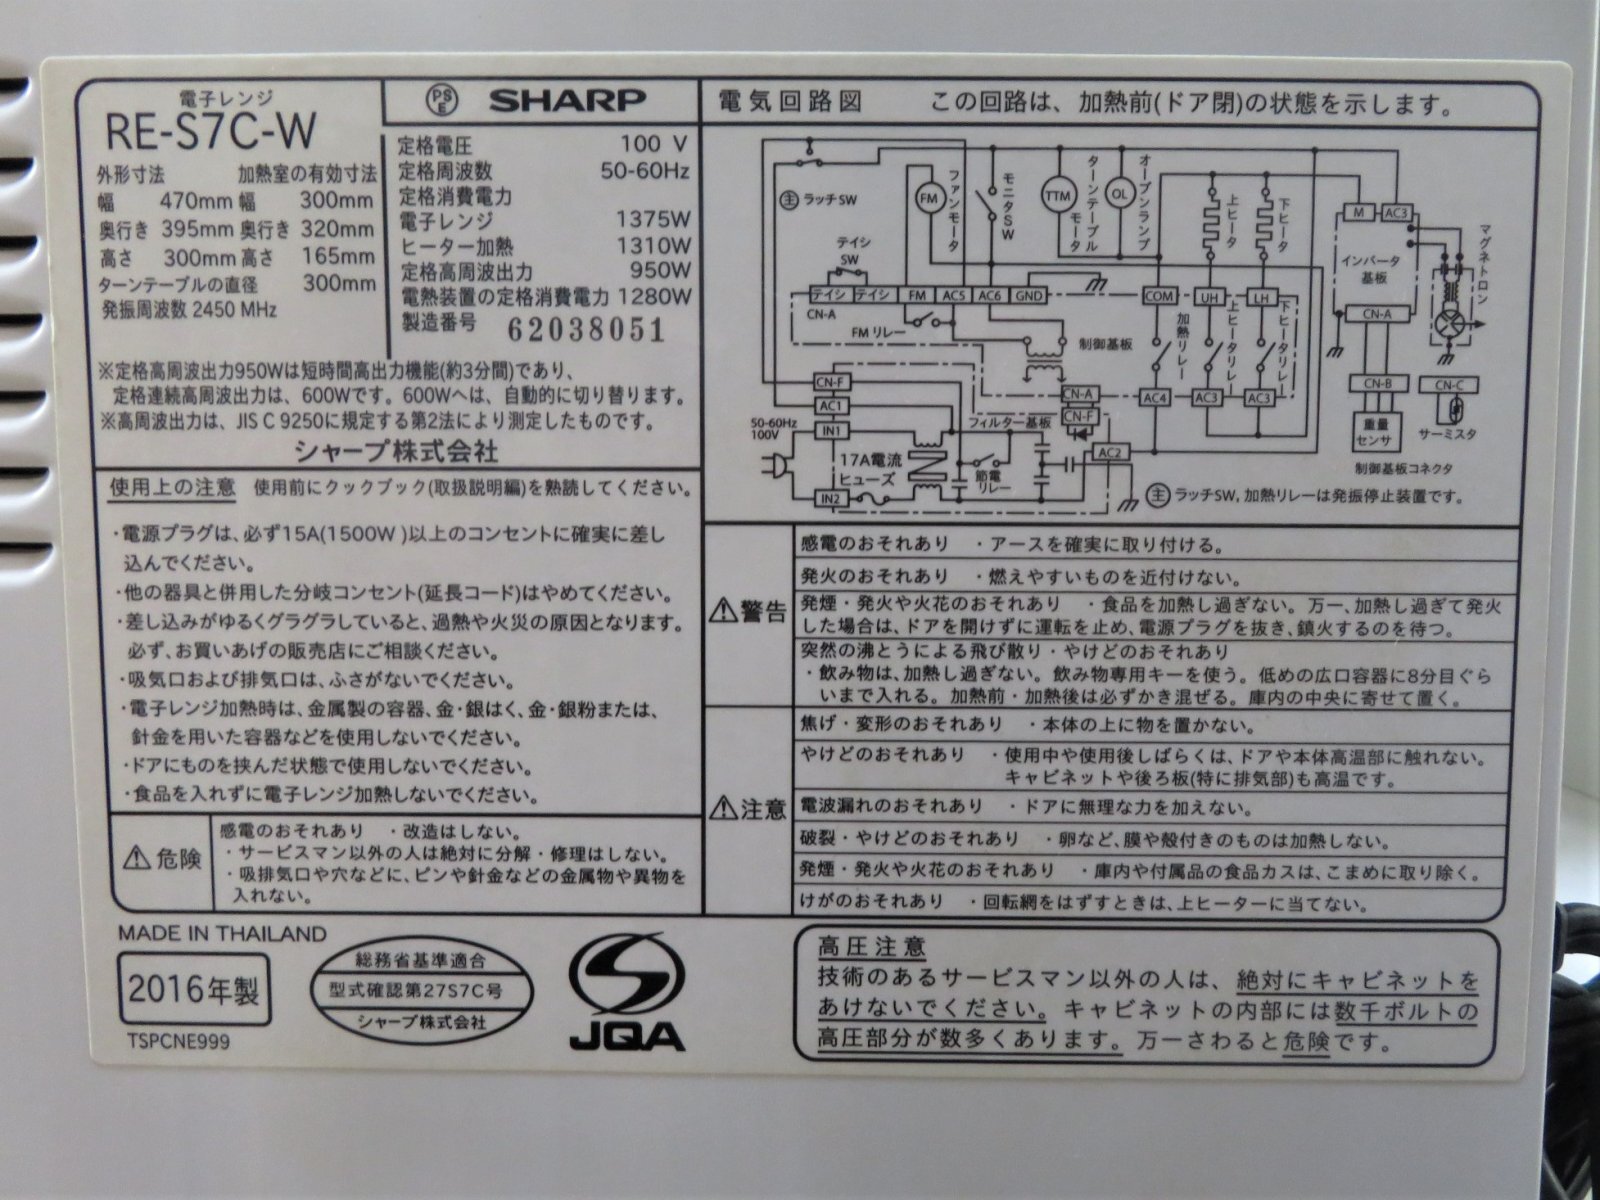 電子レンジ
RE-S7C-W
外形寸法 加熱室の有効寸法
幅 470mm 幅 300mm
奥行き 395mm 奥行き 320mm
高さ 300mm 高さ 165mm
ターンテーブルの直径 300mm
発振周波数 2450 MHz
PS E SHARP
定格電圧 100 V
定格周波数 50-60Hz
定格消費電力
電子レンジ 1375W
ヒーター加熱 1310W
定格高周波出力 950W
電熱装置の定格消費電力 1280W
製造番号 62038051
※定格高周波出力950Wは短時間高出力機能(約3分間)であり、
定格連続高周波出力は、600Wです。600Wへは、自動的に切り替ります。
※高周波出力は、JIS C 9250に規定する第2法により測定したものです。
シャープ株式会社
使用上の注意 使用前にクックブック(取扱説明編)を熟読してください。
・電源プラグは、必ず15A(1500W )以上のコンセントに確実に差し
込んでください。
・他の器具と併用した分岐コンセント(延長コード)はやめてください。
・差し込みがゆるくグラグラしていると、過熱や火災の原因となります。
必ず、お買いあげの販売店にご相談ください。
・吸気口および排気口は、ふさがないでください。
・電子レンジ加熱時は、金属製の容器、金・銀はく、金・銀粉または、
針金を用いた容器などを使用しないでください。
・ドアにものを挟んだ状態で使用しないでください。
・食品を入れずに電子レンジ加熱しないでください。
⚠危険
感電のおそれあり ・改造はしない。
・サービスマン以外の人は絶対に分解・修理はしない。
・吸排気口や穴などに、ピンや針金などの金属物や異物を
入れない。
電気回路図 この回路は、加熱前(ドア閉)の状態を示します。
主 ラッチSW
FM
ファンモータ
モニタSW
TTM
ターンテーブルモータ
OL
オーブンランプ
上ヒータ
下ヒータ
M AC3
インバータ
基板
マグネトロン
テイシ
SW
テイシ テイシ FM AC5 AC6 GND COM UH LH
CN-A
CN-A
FMリレー
制御基板
加熱リレー
上ヒータリレー
下ヒータリレー
CN-F
AC1
CN-A
CN-F
AC4 AC3 AC3
CN-B CN-C
50-60Hz
100V
IN1
フィルター基板
AC2
重量
センサ
サーミスタ
17A電流
ヒューズ
節電
リレー
IN2
制御基板コネクタ
主 ラッチSW, 加熱リレーは発振停止装置です。
⚠警告
感電のおそれあり ・アースを確実に取り付ける。
発火のおそれあり ・燃えやすいものを近付けない。
発煙・発火や火花のおそれあり ・食品を加熱し過ぎない。万一、加熱し過ぎて発火
した場合は、ドアを開けずに運転を止め、電源プラグを抜き、鎮火するのを待つ。
突然の沸とうによる飛び散り・やけどのおそれあり
・飲み物は、加熱し過ぎない。飲み物専用キーを使う。低めの広口容器に8分目ぐら
いまで入れる。加熱前・加熱後は必ずかき混ぜる。庫内の中央に寄せて置く。
⚠注意
焦げ・変形のおそれあり ・本体の上に物を置かない。
やけどのおそれあり ・使用中や使用後しばらくは、ドアや本体高温部に触れない。
キャビネットや後ろ板(特に排気部)も高温です。
電波漏れのおそれあり ・ドアに無理な力を加えない。
破裂・やけどのおそれあり ・卵など、膜や殻付きのものは加熱しない。
発煙・発火や火花のおそれあり ・庫内や付属品の食品カスは、こまめに取り除く。
けがのおそれあり ・回転網をはずすときは、上ヒーターに当てない。
MADE IN THAILAND
2016年製
TSPCNE999
総務省基準適合
型式確認第27S7C号
シャープ株式会社
JQA
高圧注意
技術のあるサービスマン以外の人は、絶対にキャビネットを
あけないでください。キャビネットの内部には数千ボルトの
高圧部分が数多くあります。万一さわると危険です。